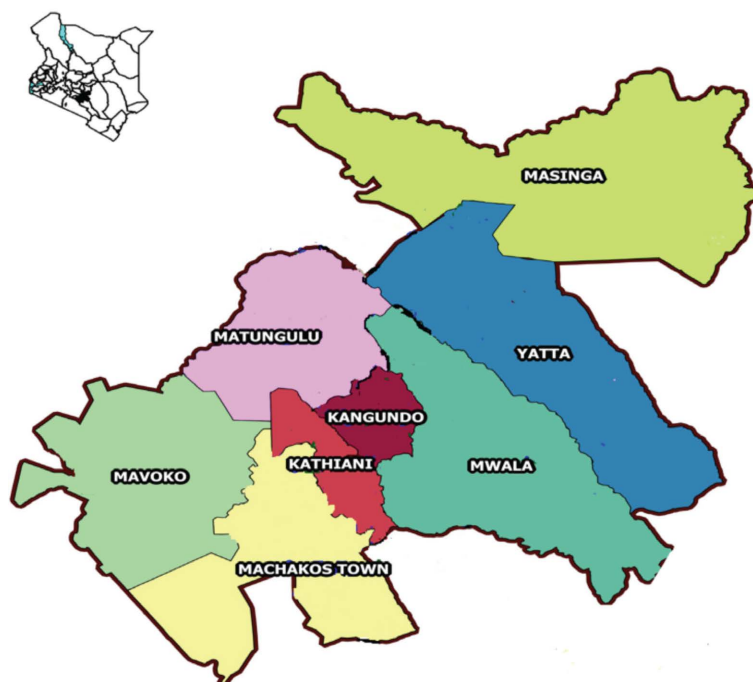 MASINGA
MATUNGULU
YATTA
KANGUNDO
KATHIANI
MWALA
MAVOKO
MACHAKOS TOWN